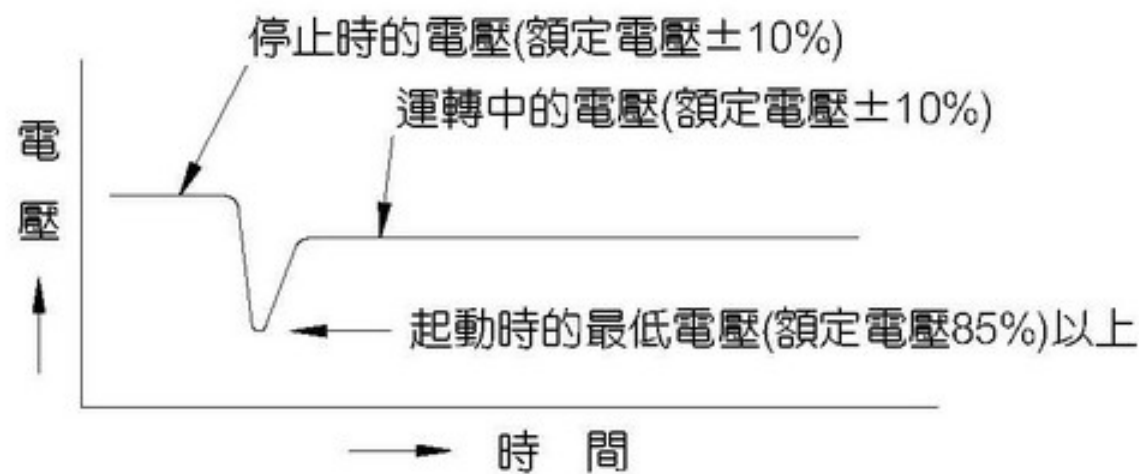 停止時的電壓(額定電壓±10%)
運轉中的電壓(額定電壓±10%)
電壓
起動時的最低電壓(額定電壓85%)以上
時 間